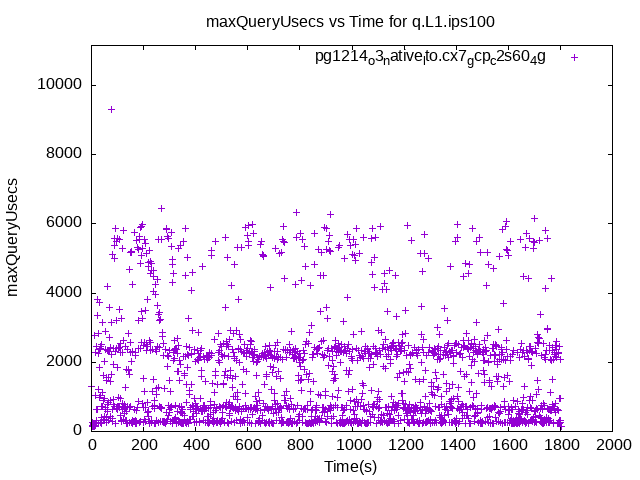 maxQueryUsecs vs Time for q.L1.ips100
pg1214o3native lto.cx7gcpc2s604g
10000
8000
6000
4000
2000
0
maxQueryUsecs
0 200 400 600 800 1000 1200 1400 1600 1800 2000
Time(s)